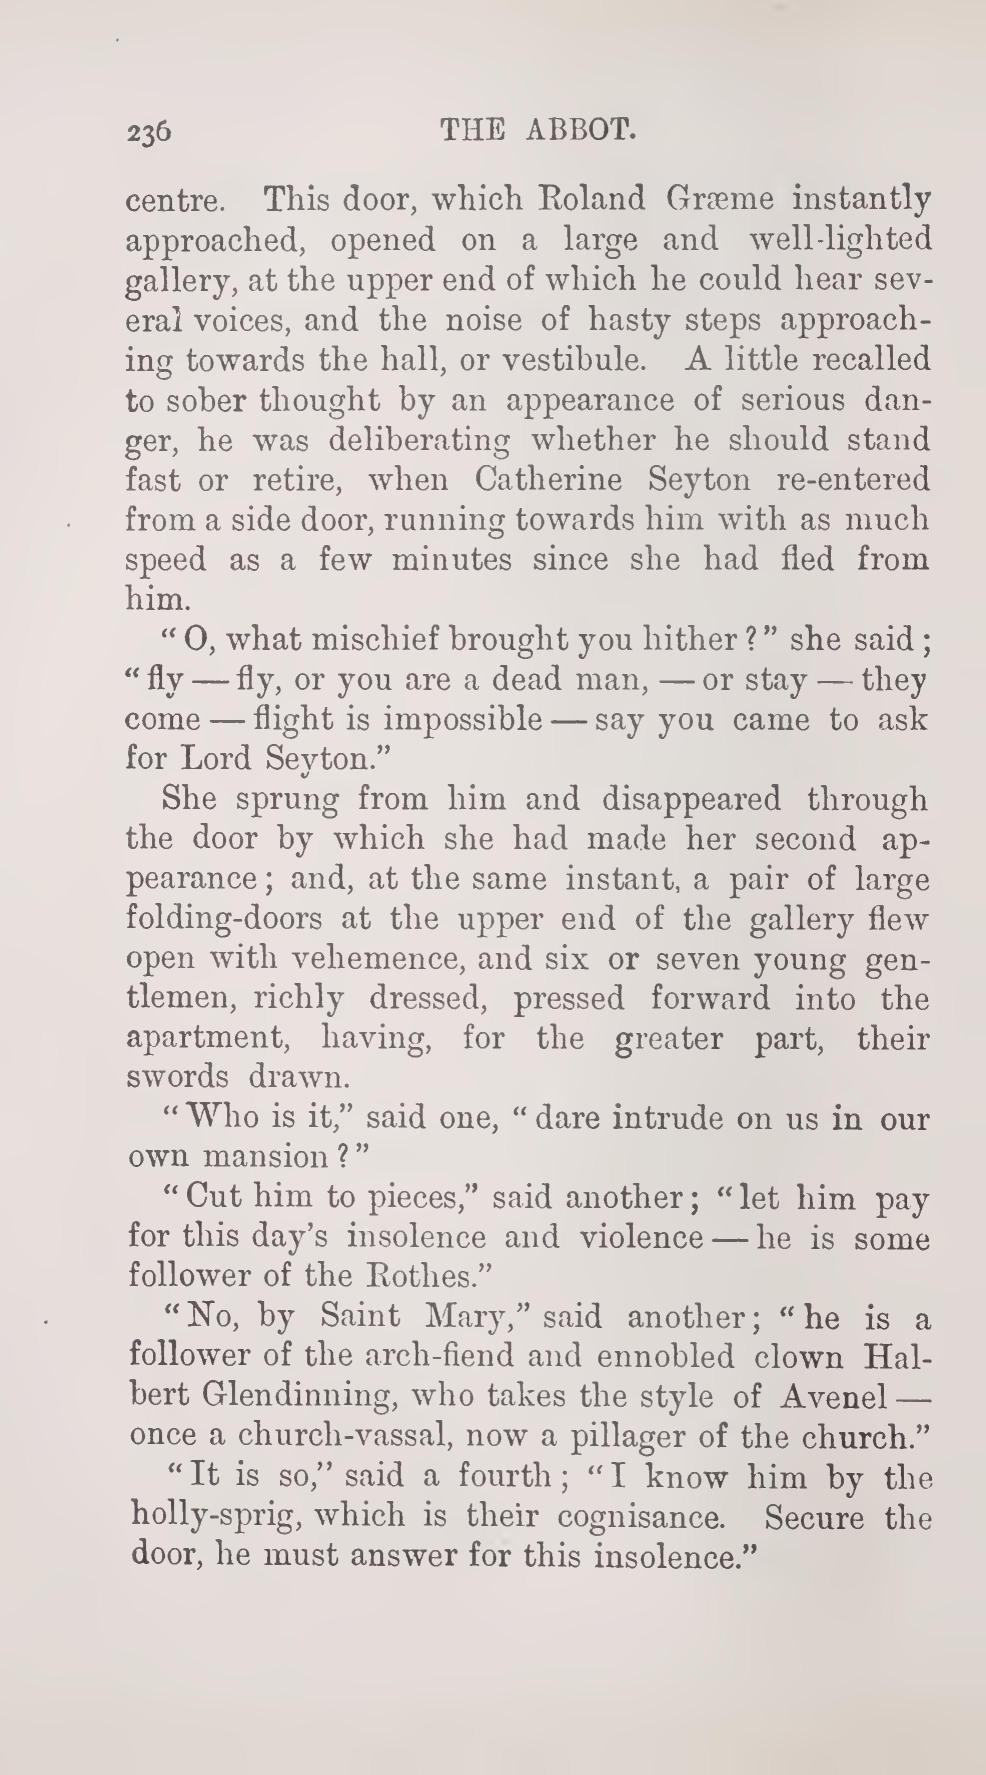 236 THE ABBOT.
centre. This door, which Roland Græme instantly
approached, opened on a large and well-lighted
gallery, at the upper end of which he could hear sev-
eral voices, and the noise of hasty steps approach-
ing towards the hall, or vestibule. A little recalled
to sober thought by an appearance of serious dan-
ger, he was deliberating whether he should stand
fast or retire, when Catherine Seyton re-entered
from a side door, running towards him with as much
speed as a few minutes since she had fled from
him.
“O, what mischief brought you hither?” she said;
“fly — fly, or you are a dead man, — or stay — they
come — flight is impossible — say you came to ask
for Lord Seyton.”
She sprung from him and disappeared through
the door by which she had made her second ap-
pearance; and, at the same instant, a pair of large
folding-doors at the upper end of the gallery flew
open with vehemence, and six or seven young gen-
tlemen, richly dressed, pressed forward into the
apartment, having, for the greater part, their
swords drawn.
“Who is it,” said one, “dare intrude on us in our
own mansion?”
“Cut him to pieces,” said another; “let him pay
for this day’s insolence and violence — he is some
follower of the Rothes.”
“No, by Saint Mary,” said another; “he is a
follower of the arch-fiend and ennobled clown Hal-
bert Glendinning, who takes the style of Avenel —
once a church-vassal, now a pillager of the church.”
“It is so,” said a fourth; “I know him by the
holly-sprig, which is their cognisance. Secure the
door, he must answer for this insolence.”